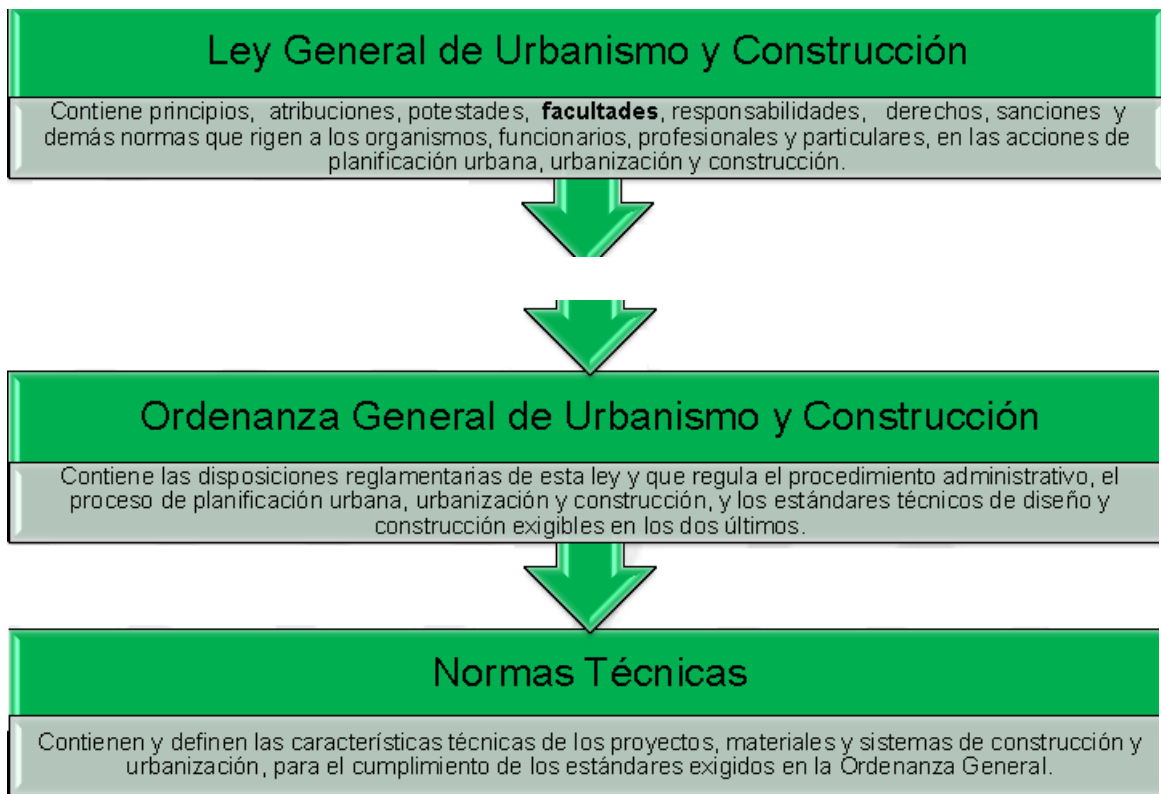 Ley General de Urbanismo y Construcción
Contiene principios, atribuciones, potestades, facultades, responsabilidades, derechos, sanciones y
demás normas que rigen a los organismos, funcionarios, profesionales y particulares, en las acciones de
planificación urbana, urbanización y construcción.
Ordenanza General de Urbanismo y Construcción
Contiene las disposiciones reglamentarias de esta ley y que regula el procedimiento administrativo, el
proceso de planificación urbana, urbanización y construcción, y los estándares técnicos de diseño y
construcción exigibles en los dos últimos.
Normas Técnicas
Contienen y definen las características técnicas de los proyectos, materiales y sistemas de construcción y
urbanización, para el cumplimiento de los estándares exigidos en la Ordenanza General.